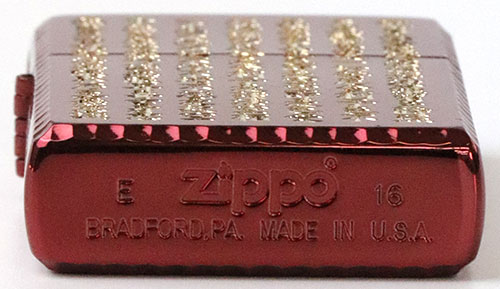 E zippo 16
BRADFORD, PA. MADE IN U.S.A.